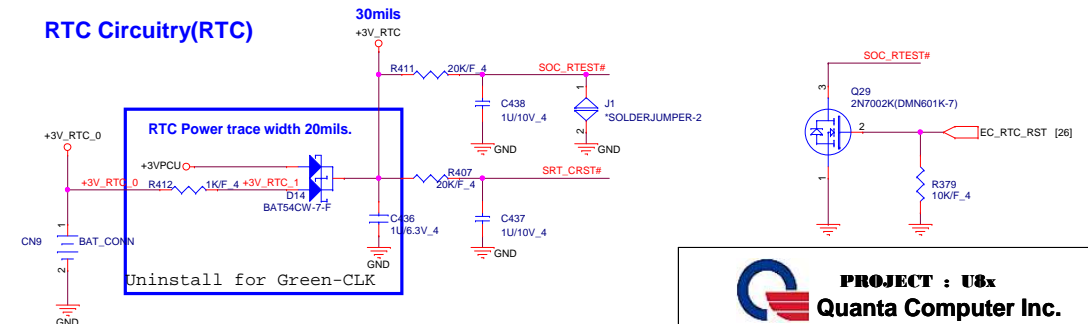 RTC Circuitry(RTC)
30mils
+3V_RTC
R411
20K/F_4
SOC_RTEST#
C438
1U/10V_4
1
J1
*SOLDERJUMPER-2
2
GND
GND
RTC Power trace width 20mils.
+3V_RTC_0
+3VPCU
+3V_RTC_0
R412
1K/F_4
+3V_RTC_1
D14
BAT54CW-7-F
R407
20K/F_4
SRT_CRST#
C436
1U/6.3V_4
GND
C437
1U/10V_4
GND
1
CN9
BAT_CONN
2
GND
Uninstall for Green-CLK
SOC_RTEST#
3
Q29
2N7002K(DMN601K-7)
2
EC_RTC_RST [26]
1
R379
10K/F_4
PROJECT : U8x
Quanta Computer Inc.